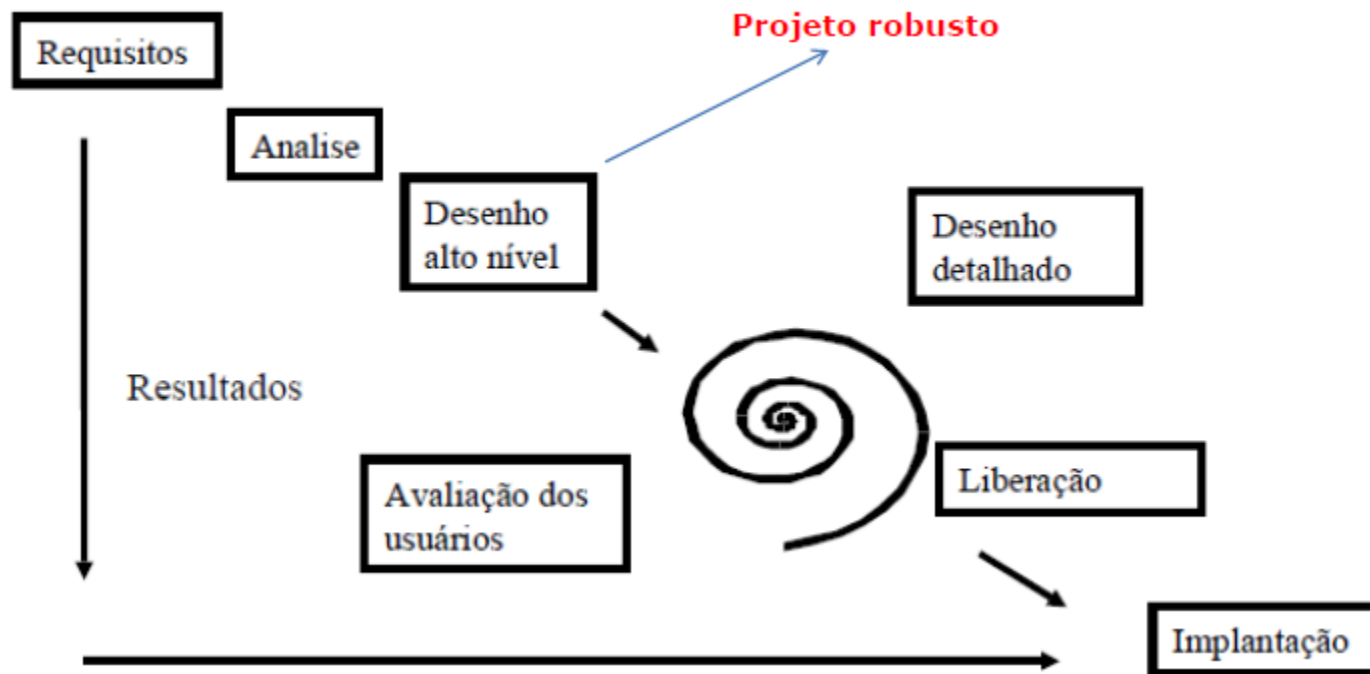 Projeto robusto
Requisitos
Analise
Desenho
alto nível
Desenho
detalhado
Resultados
Avaliação dos
usuários
Liberação
Implantação